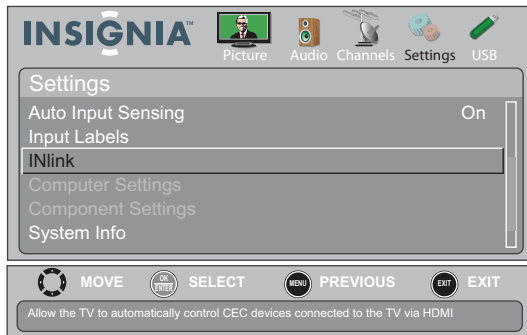 INSIGNIA™
Picture Audio Channels Settings USB
Settings
Auto Input Sensing On
Input Labels
INlink
Computer Settings
Component Settings
System Info
MOVE OK ENTER SELECT MENU PREVIOUS EXIT EXIT
Allow the TV to automatically control CEC devices connected to the TV via HDMI